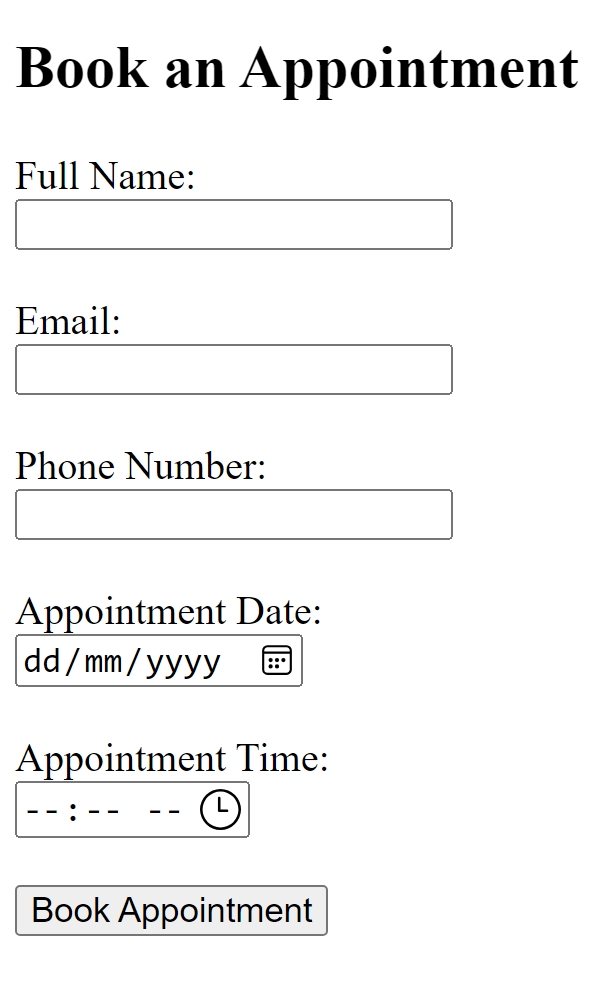 Book an Appointment
Full Name:
Email:
Phone Number:
Appointment Date:
dd/mm/yyyy
Appointment Time:
--:-- --
Book Appointment